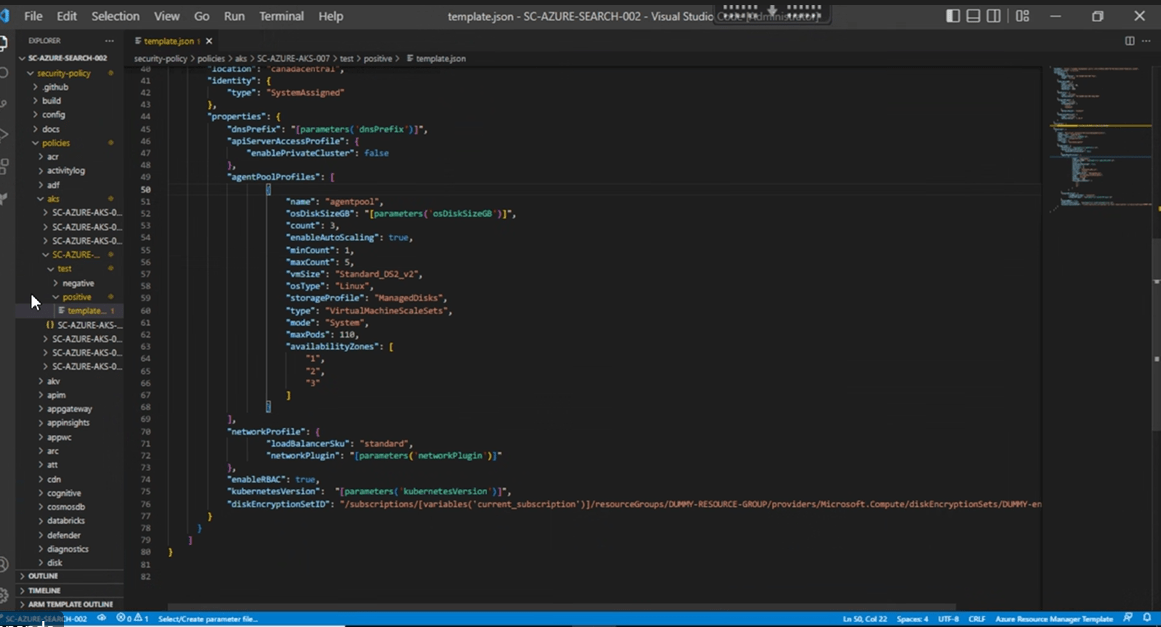 File Edit Selection View Go Run Terminal Help
template.json - SC-AZURE-SEARCH-002 - Visual Studio Code [Administrator]
EXPLORER
SC-AZURE-SEARCH-002
security-policy
.github
build
config
docs
policies
acr
activitylog
adf
aks
SC-AZURE-AKS-0...
SC-AZURE-AKS-0...
SC-AZURE-AKS-0...
SC-AZURE-...
test
negative
positive
template... 1
{} SC-AZURE-AKS-...
SC-AZURE-AKS-0...
SC-AZURE-AKS-0...
SC-AZURE-AKS-0...
akv
apim
appgateway
appinsights
appwc
arc
att
cdn
cognitive
cosmosdb
databricks
defender
diagnostics
disk
OUTLINE
TIMELINE
ARM TEMPLATE OUTLINE
template.json 1
security-policy > policies > aks > SC-AZURE-AKS-007 > test > positive > template.json
40 "location": "canadacentral",
41 "identity": {
42 "type": "SystemAssigned"
43 },
44 "properties": {
45 "dnsPrefix": "[parameters('dnsPrefix')]",
46 "apiServerAccessProfile": {
47 "enablePrivateCluster": false
48 },
49 "agentPoolProfiles": [
50 {
51 "name": "agentpool",
52 "osDiskSizeGB": "[parameters('osDiskSizeGB')]",
53 "count": 3,
54 "enableAutoScaling": true,
55 "minCount": 1,
56 "maxCount": 5,
57 "vmSize": "Standard_DS2_v2",
58 "osType": "Linux",
59 "storageProfile": "ManagedDisks",
60 "type": "VirtualMachineScaleSets",
61 "mode": "System",
62 "maxPods": 110,
63 "availabilityZones": [
64 "1",
65 "2",
66 "3"
67 ]
68 }
69 ],
70 "networkProfile": {
71 "loadBalancerSku": "standard",
72 "networkPlugin": "[parameters('networkPlugin')]"
73 },
74 "enableRBAC": true,
75 "kubernetesVersion": "[parameters('kubernetesVersion')]",
76 "diskEncryptionSetID": "/subscriptions/[variables('current_subscription')]/resourceGroups/DUMMY-RESOURCE-GROUP/providers/Microsoft.Compute/diskEncryptionSets/DUMMY-en
77 }
78 }
79 ]
80 }
81
82
SC-AZURE-SEARCH-002 0 1 Select/Create parameter file... Ln 50, Col 22 Spaces: 4 UTF-8 CRLF Azure Resource Manager Template